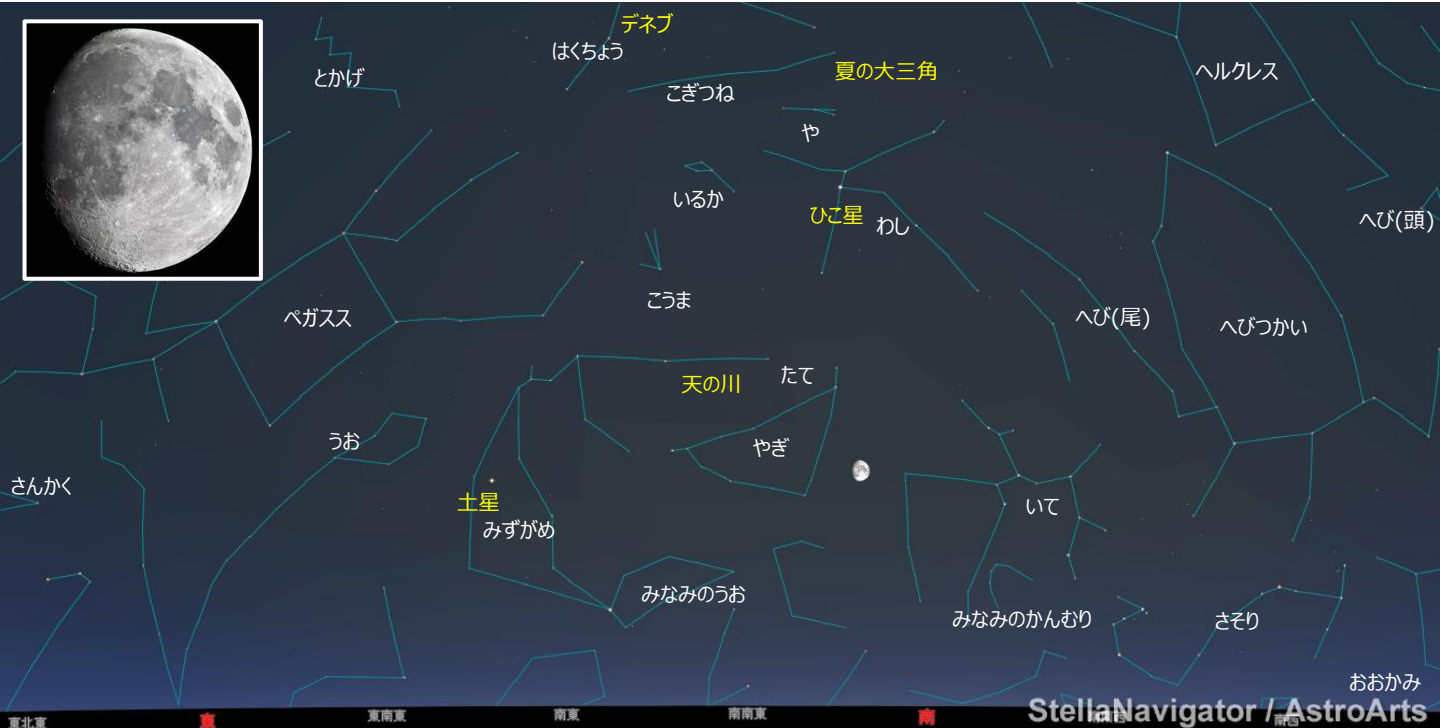 デネブ
はくちょう
とかげ
こぎつね
夏の大三角
ヘルクレス
や
いるか
ひこ星
わし
へび(頭)
こうま
ペガスス
へび(尾)
へびつかい
天の川
たて
うお
やぎ
さんかく
土星
みずがめ
いて
みなみのうお
みなみのかんむり
さそり
おおかみ
東北東
東
東南東
南東
南南東
南
StellaNavigator / AstroArts